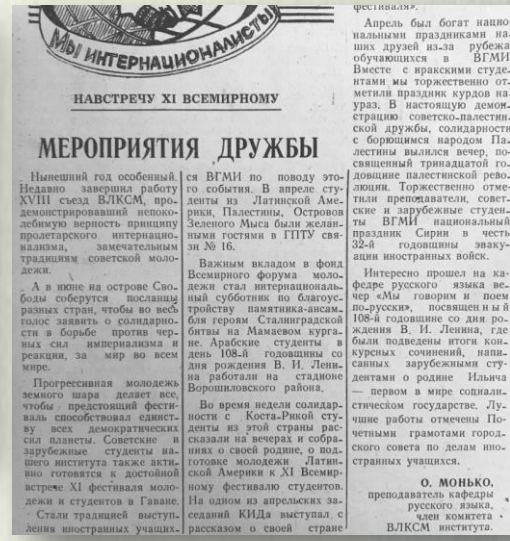 МЫ ИНТЕРНАЦИОНАЛИСТЫ
НАВСТРЕЧУ XI ВСЕМИРНОМУ
МЕРОПРИЯТИЯ ДРУЖБЫ
Нынешний год особенный.
Недавно завершил работу
XVIII съезд ВЛКСМ, про-
демонстрировавший непоко-
лебимую верность принципу
пролетарского интернацио-
нализма, замечательным
традициям советской моло-
дежи.
А в июне на острове Сво-
боды соберутся посланцы
разных стран, чтобы во весь
голос заявить о солидарно-
сти в борьбе против чер-
ных сил империализма и
реакции, за мир во всем
мире.
Прогрессивная молодежь
земного шара делает все,
чтобы предстоящий фести-
валь способствовал единст-
ву всех демократических
сил планеты. Советские и
зарубежные студенты на-
шего института также акти-
вно готовятся к достойной
встрече XI фестиваля моло-
дежи и студентов в Гаване.
Стали традицией выступ-
ления иностранных учащих-
ся ВГМИ по поводу это-
го события. В апреле сту-
денты из Латинской Аме-
рики, Палестины, Островов
Зеленого Мыса были желан-
ными гостями в ГПТУ свя-
зи № 16.
Важным вкладом в фонд
Всемирного форума моло-
дежи стал интернациональ-
ный субботник по благоус-
тройству памятника-ансам-
бля героям Сталинградской
битвы на Мамаевом курга-
не. Арабские студенты в
день 108-й годовщины со
дня рождения В. И. Лени-
на работали на стадионе
Ворошиловского района.
Во время недели солидар-
ности с Коста-Рикой сту-
денты из этой страны рас-
сказали на вечерах и собра-
ниях о своей родине, о под-
готовке молодежи Латин-
ской Америки к XI Всемир-
ному фестивалю студентов.
На одном из апрельских за-
седаний КИДа выступал с
рассказом о своей стране
фестиваля».
Апрель был богат нацио
нальными праздниками на-
ших друзей из-за рубежа
обучающихся в ВГМИ
Вместе с иракскими студе-
нтами мы торжественно от-
метили праздник курдов на-
ураз. В настоящую демон-
страцию советско-палестин-
ской дружбы, солидарности
с борющимся народом Па-
лестины вылился вечер, по-
священный тринадцатой го-
довщине палестинской рево-
люции. Торжественно отме-
тили преподаватели, совет-
ские и зарубежные студен-
ты ВГМИ национальный
праздник Сирии в честь
32-й годовщины эваку-
ации иностранных войск.
Интересно прошел на ка-
федре русского языка ве-
чер «Мы говорим и поем
по-русски», посвященный
108-й годовщине со дня ро-
ждения В. И. Ленина, где
были подведены итоги кон-
курсных сочинений, напи-
санных зарубежными сту-
дентами о родине Ильича
— первом в мире социали-
стическом государстве. Лу-
чшие работы отмечены По-
четными грамотами город-
ского совета по делам ино-
странных учащихся.
О. МОНЬКО,
преподаватель кафедры
русского языка,
член комитета
ВЛКСМ института.